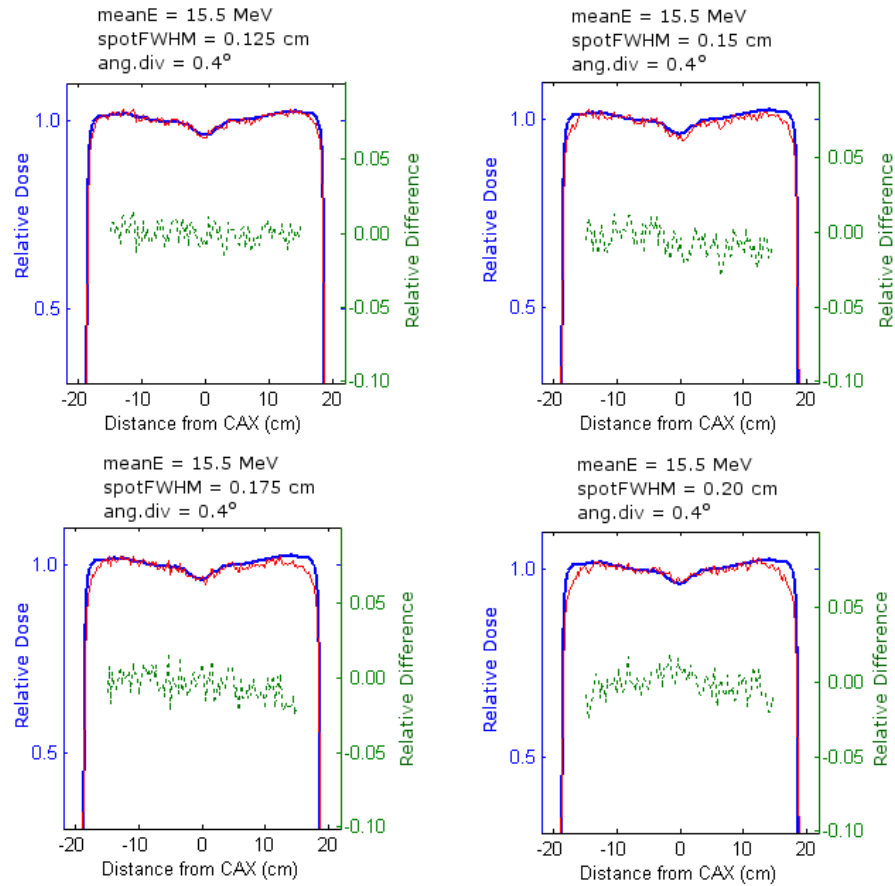 meanE = 15.5 MeV
spotFWHM = 0.125 cm
ang.div = 0.4°
1.0
0.5
Relative Dose
0.05
0.00
-0.05
-0.10
Relative Difference
-20 -10 0 10 20
Distance from CAX (cm)
meanE = 15.5 MeV
spotFWHM = 0.15 cm
ang.div = 0.4°
1.0
0.5
Relative Dose
0.05
0.00
-0.05
-0.10
Relative Difference
-20 -10 0 10 20
Distance from CAX (cm)
meanE = 15.5 MeV
spotFWHM = 0.175 cm
ang.div = 0.4°
1.0
0.5
Relative Dose
0.05
0.00
-0.05
-0.10
Relative Difference
-20 -10 0 10 20
Distance from CAX (cm)
meanE = 15.5 MeV
spotFWHM = 0.20 cm
ang.div = 0.4°
1.0
0.5
Relative Dose
0.05
0.00
-0.05
-0.10
Relative Difference
-20 -10 0 10 20
Distance from CAX (cm)